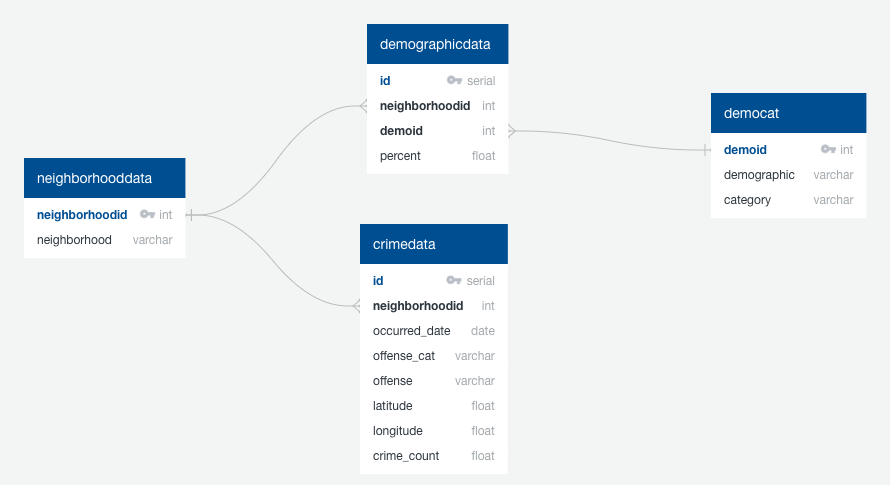 neighborhooddata
neighborhoodid int
neighborhood varchar
demographicdata
id serial
neighborhoodid int
demoid int
percent float
crimedata
id serial
neighborhoodid int
occurred_date date
offense_cat varchar
offense varchar
latitude float
longitude float
crime_count float
democat
demoid int
demographic varchar
category varchar